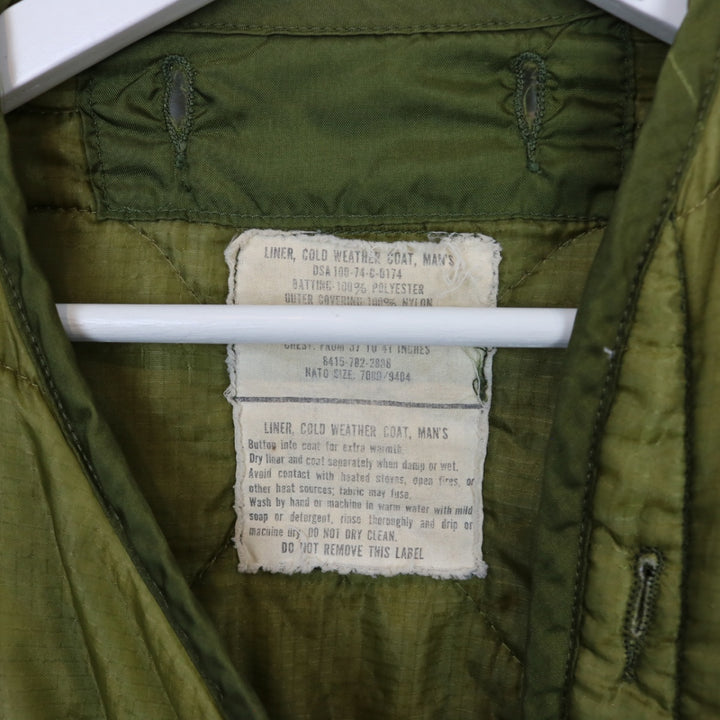 LINER, COLD WEATHER COAT, MAN'S
DSA 100-74-C-0174
BATTING-100% POLYESTER
OUTER COVERING-100% NYLON
CHEST: FROM 37 TO 41 INCHES
8415-782-2888
NATO SIZE: 7080/9404
LINER, COLD WEATHER COAT, MAN'S
Button into coat for extra warmth.
Dry liner and coat separately when damp or wet.
Avoid contact with heated stoves, open fires, or
other heat sources; fabric may fuse.
Wash by hand or machine in warm water with mild
soap or detergent, rinse thoroughly and drip or
machine dry. DO NOT DRY CLEAN.
DO NOT REMOVE THIS LABEL